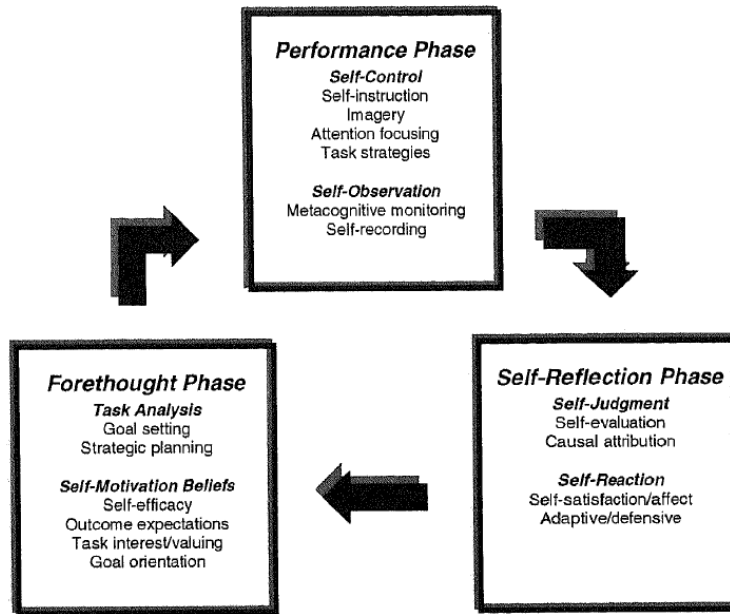 Performance Phase
Self-Control
Self-instruction
Imagery
Attention focusing
Task strategies
Self-Observation
Metacognitive monitoring
Self-recording
Forethought Phase
Task Analysis
Goal setting
Strategic planning
Self-Motivation Beliefs
Self-efficacy
Outcome expectations
Task interest/valuing
Goal orientation
Self-Reflection Phase
Self-Judgment
Self-evaluation
Causal attribution
Self-Reaction
Self-satisfaction/affect
Adaptive/defensive